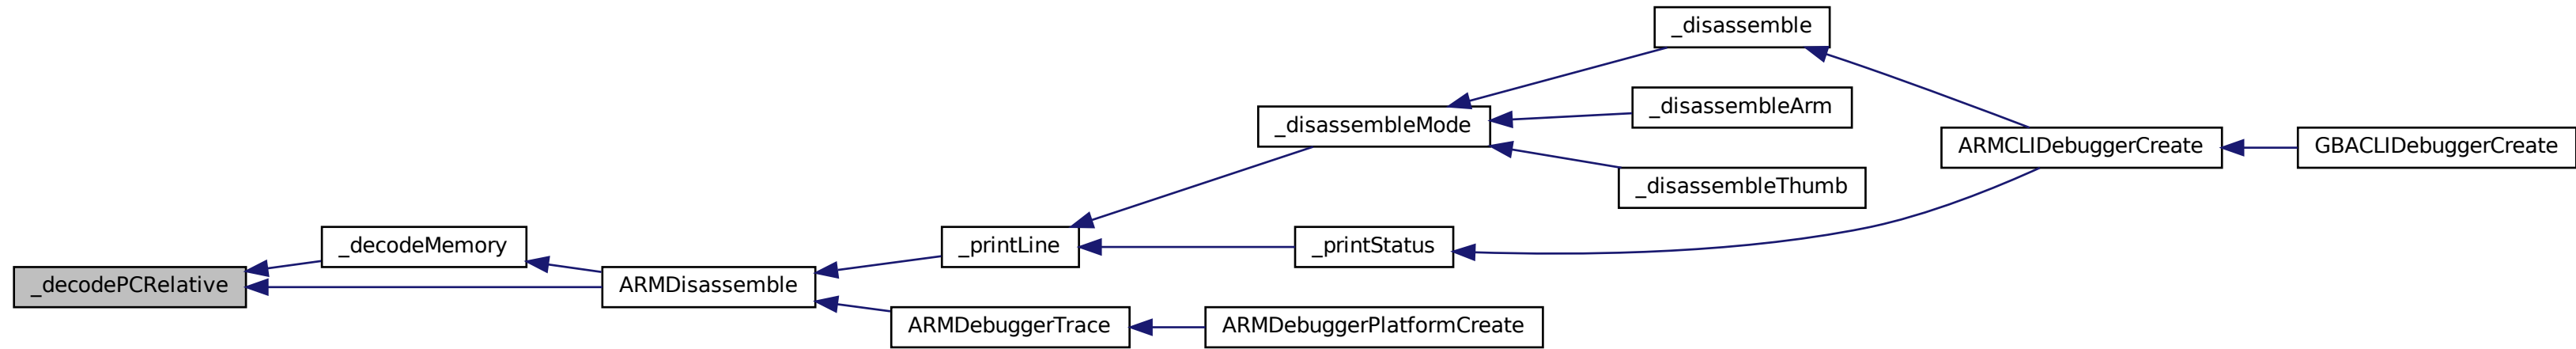 _disassemble
_disassembleArm
_disassembleMode
ARMCLIDebuggerCreate
GBACLIDebuggerCreate
_disassembleThumb
_decodeMemory
_printLine
_printStatus
_decodePCRelative
ARMDisassemble
ARMDebuggerTrace
ARMDebuggerPlatformCreate